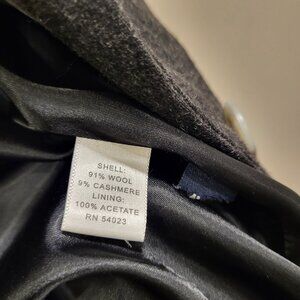 SHELL:
91% WOOL
9% CASHMERE
LINING:
100% ACETATE
RN 54023